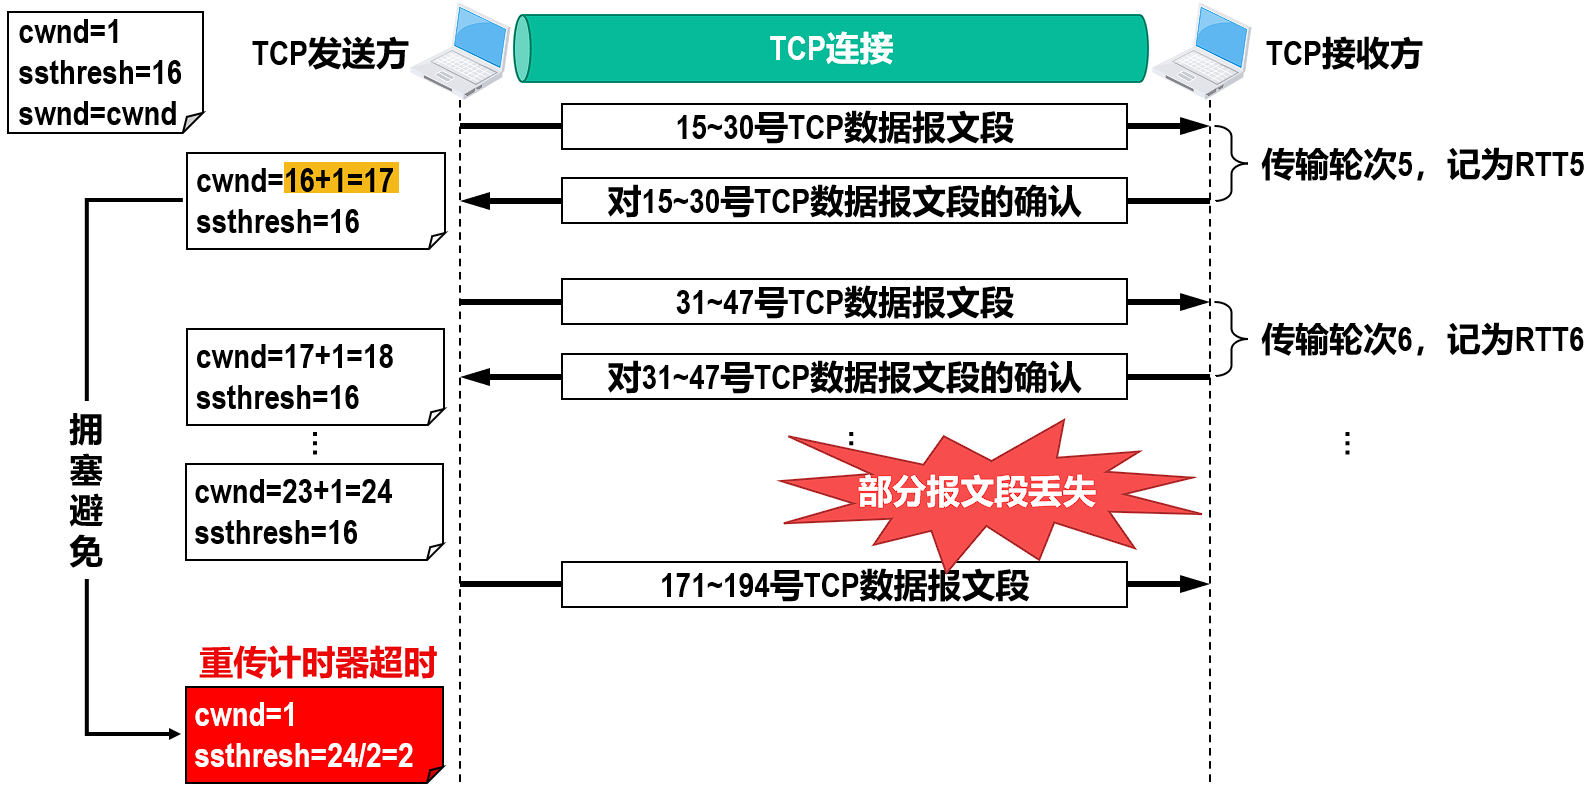 cwnd=1
ssthresh=16
swnd=cwnd
TCP发送方
TCP连接
TCP接收方
15~30号TCP数据报文段
传输轮次5，记为RTT5
cwnd=16+1=17
ssthresh=16
对15~30号TCP数据报文段的确认
31~47号TCP数据报文段
传输轮次6，记为RTT6
cwnd=17+1=18
ssthresh=16
对31~47号TCP数据报文段的确认
⋮
⋮
⋮
拥塞避免
cwnd=23+1=24
ssthresh=16
部分报文段丢失
171~194号TCP数据报文段
重传计时器超时
cwnd=1
ssthresh=24/2=2